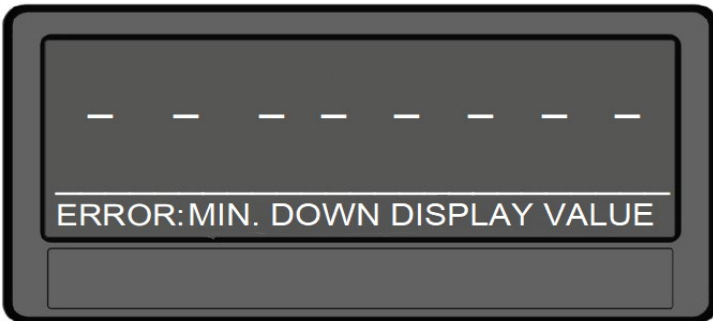 - - - - - - - -
ERROR:MIN. DOWN DISPLAY VALUE